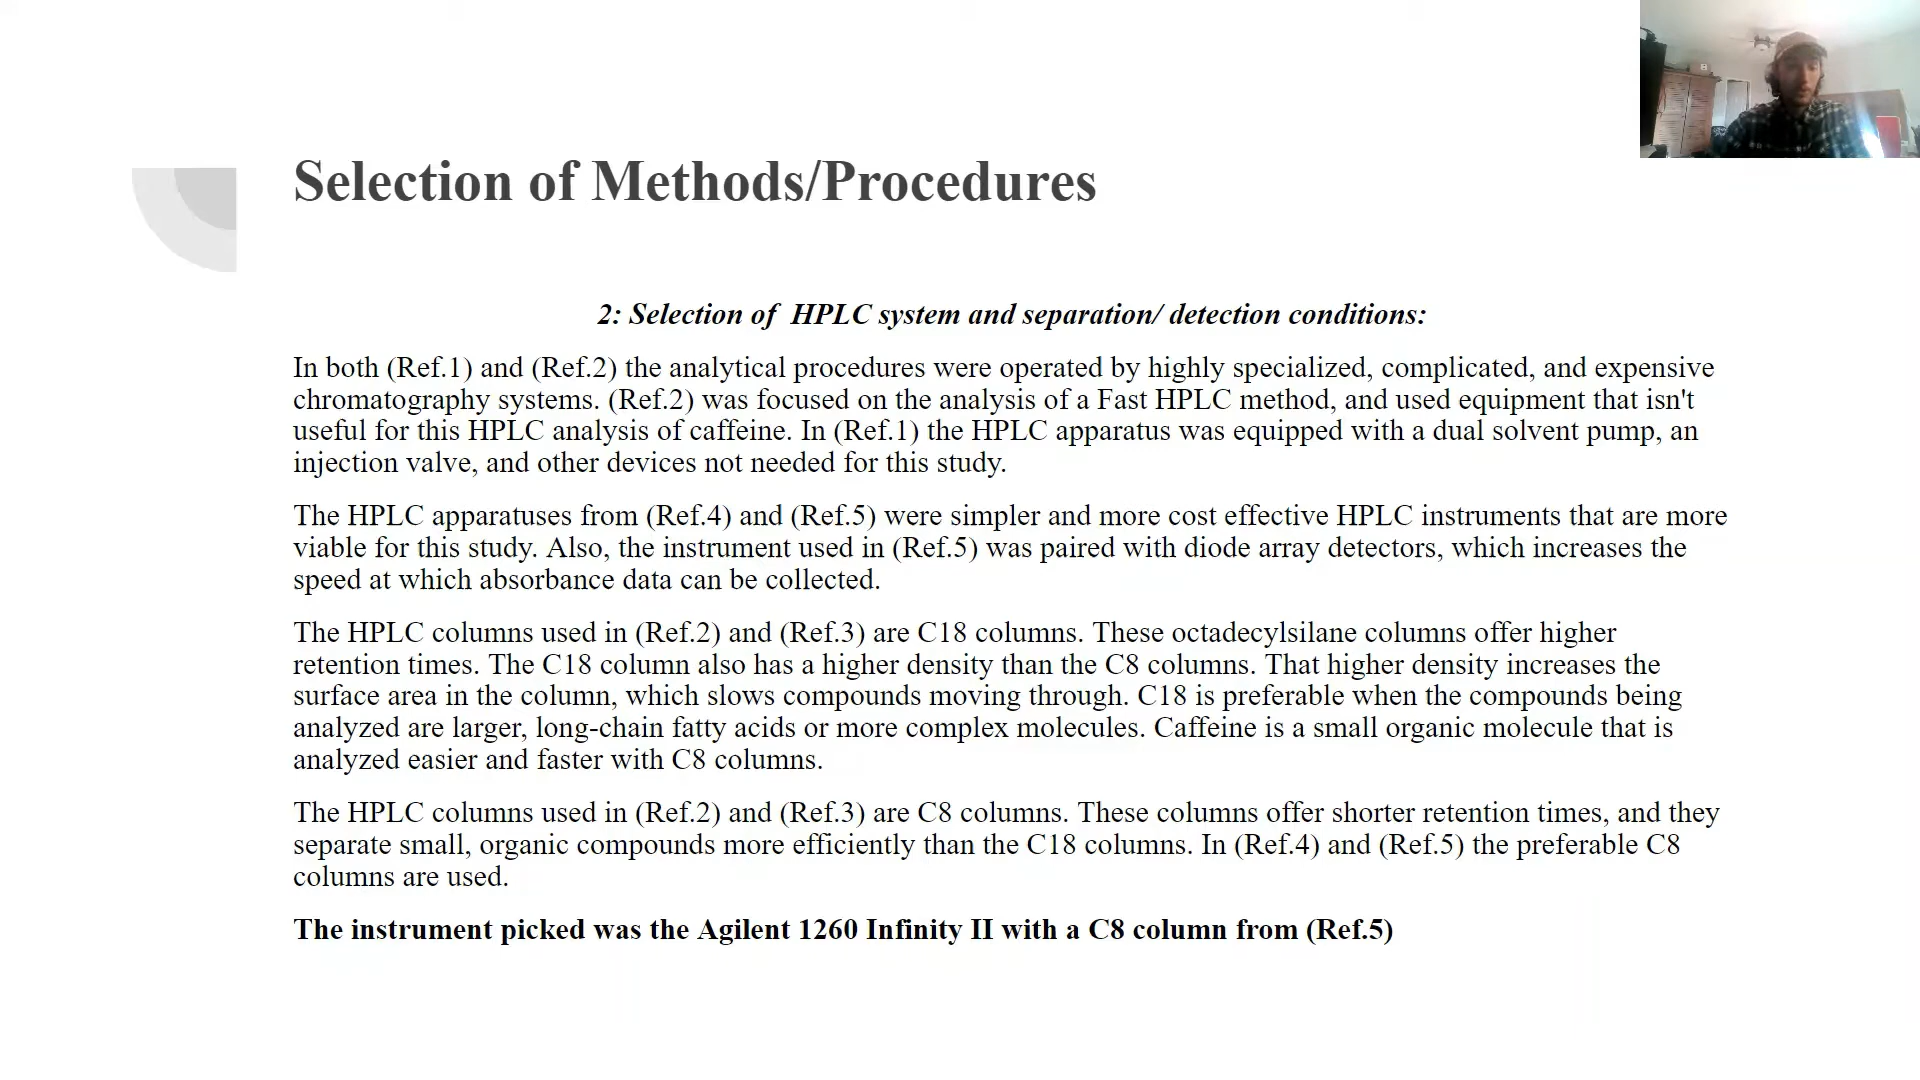 Selection of Methods/Procedures
2: Selection of  HPLC system and separation/ detection conditions:
In both (Ref.1) and (Ref.2) the analytical procedures were operated by highly specialized, complicated, and expensive
chromatography systems. (Ref.2) was focused on the analysis of a Fast HPLC method, and used equipment that isn't
useful for this HPLC analysis of caffeine. In (Ref.1) the HPLC apparatus was equipped with a dual solvent pump, an
injection valve, and other devices not needed for this study.
The HPLC apparatuses from (Ref.4) and (Ref.5) were simpler and more cost effective HPLC instruments that are more
viable for this study. Also, the instrument used in (Ref.5) was paired with diode array detectors, which increases the
speed at which absorbance data can be collected.
The HPLC columns used in (Ref.2) and (Ref.3) are C18 columns. These octadecylsilane columns offer higher
retention times. The C18 column also has a higher density than the C8 columns. That higher density increases the
surface area in the column, which slows compounds moving through. C18 is preferable when the compounds being
analyzed are larger, long-chain fatty acids or more complex molecules. Caffeine is a small organic molecule that is
analyzed easier and faster with C8 columns.
The HPLC columns used in (Ref.2) and (Ref.3) are C8 columns. These columns offer shorter retention times, and they
separate small, organic compounds more efficiently than the C18 columns. In (Ref.4) and (Ref.5) the preferable C8
columns are used.
The instrument picked was the Agilent 1260 Infinity II with a C8 column from (Ref.5)